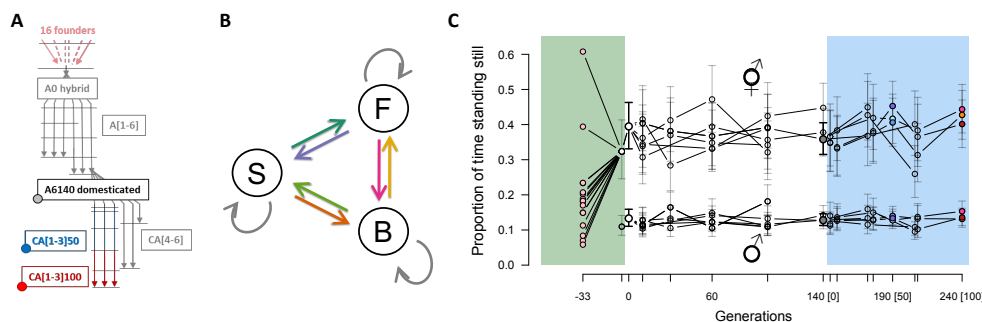 A
16 founders
A0 hybrid
A[1-6]
A6140 domesticated
CA[1-3]50
CA[4-6]
CA[1-3]100
B
F
S
B
C
Proportion of time standing still
0.6
0.5
0.4
0.3
0.2
0.1
0.0
-33
0
60
140 [0]
190 [50]
240 [100]
Generations